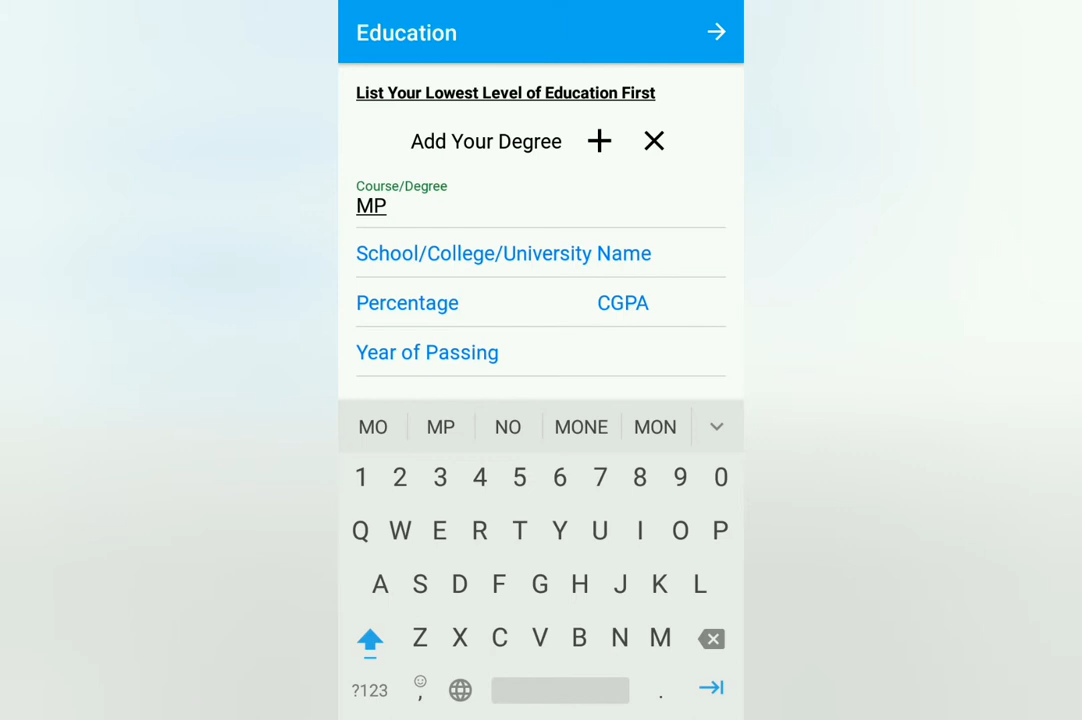 Education
List Your Lowest Level of Education First
Add Your Degree
Course/Degree
MP
School/College/University Name
Percentage CGPA
Year of Passing
MO MP NO MONE MON
1 2 3 4 5 6 7 8 9 0
Q W E R T Y U I O P
A S D F G H J K L
Z X C V B N M
?123 , .